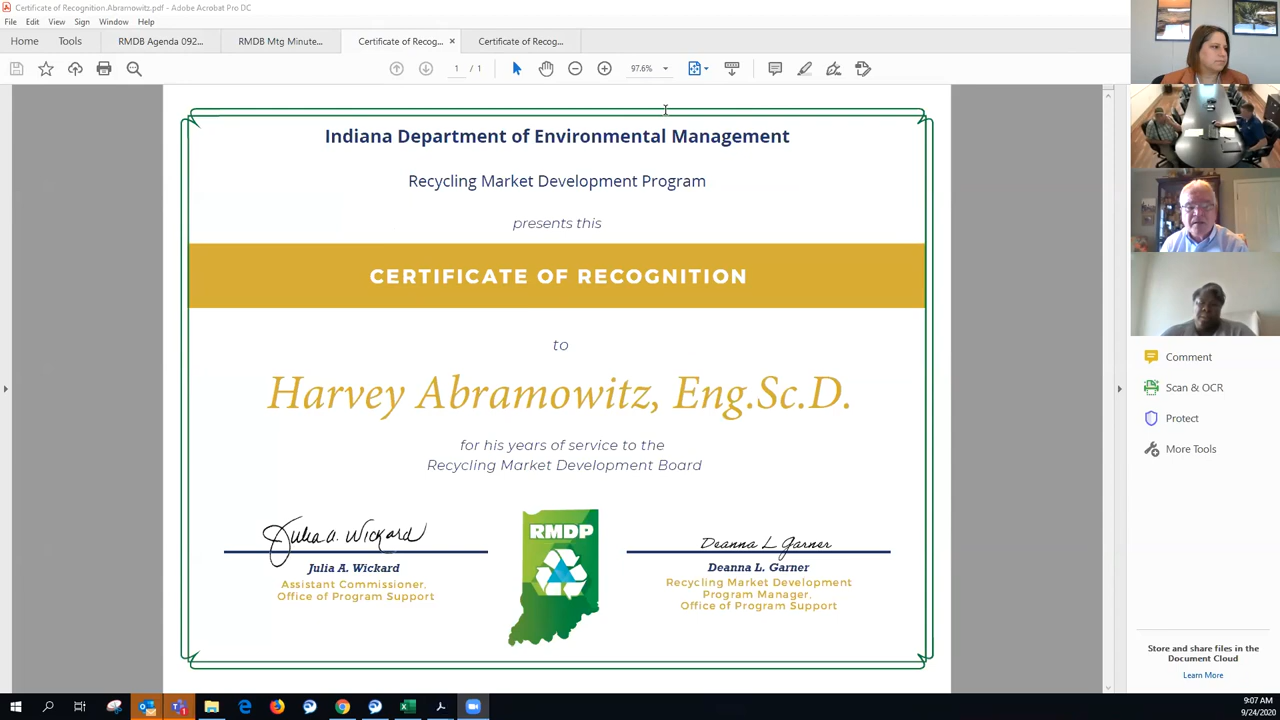 Certificate of Recognition.Abramowitz.pdf - Adobe Acrobat Pro DC
File Edit View Sign Window Help
Home Tools RMDB Agenda 092... RMDB Mtg Minute... Certificate of Recog... × Certificate of Recog...
1 / 1 97.6%
Indiana Department of Environmental Management
Recycling Market Development Program
presents this
CERTIFICATE OF RECOGNITION
to
Harvey Abramowitz, Eng.Sc.D.
for his years of service to the
Recycling Market Development Board
Julia A. Wickard
Julia A. Wickard
Assistant Commissioner,
Office of Program Support
RMDP
Deanna L Garner
Deanna L. Garner
Recycling Market Development
Program Manager,
Office of Program Support
Comment
Scan & OCR
Protect
More Tools
Store and share files in the
Document Cloud
Learn More
9:07 AM
9/24/2020